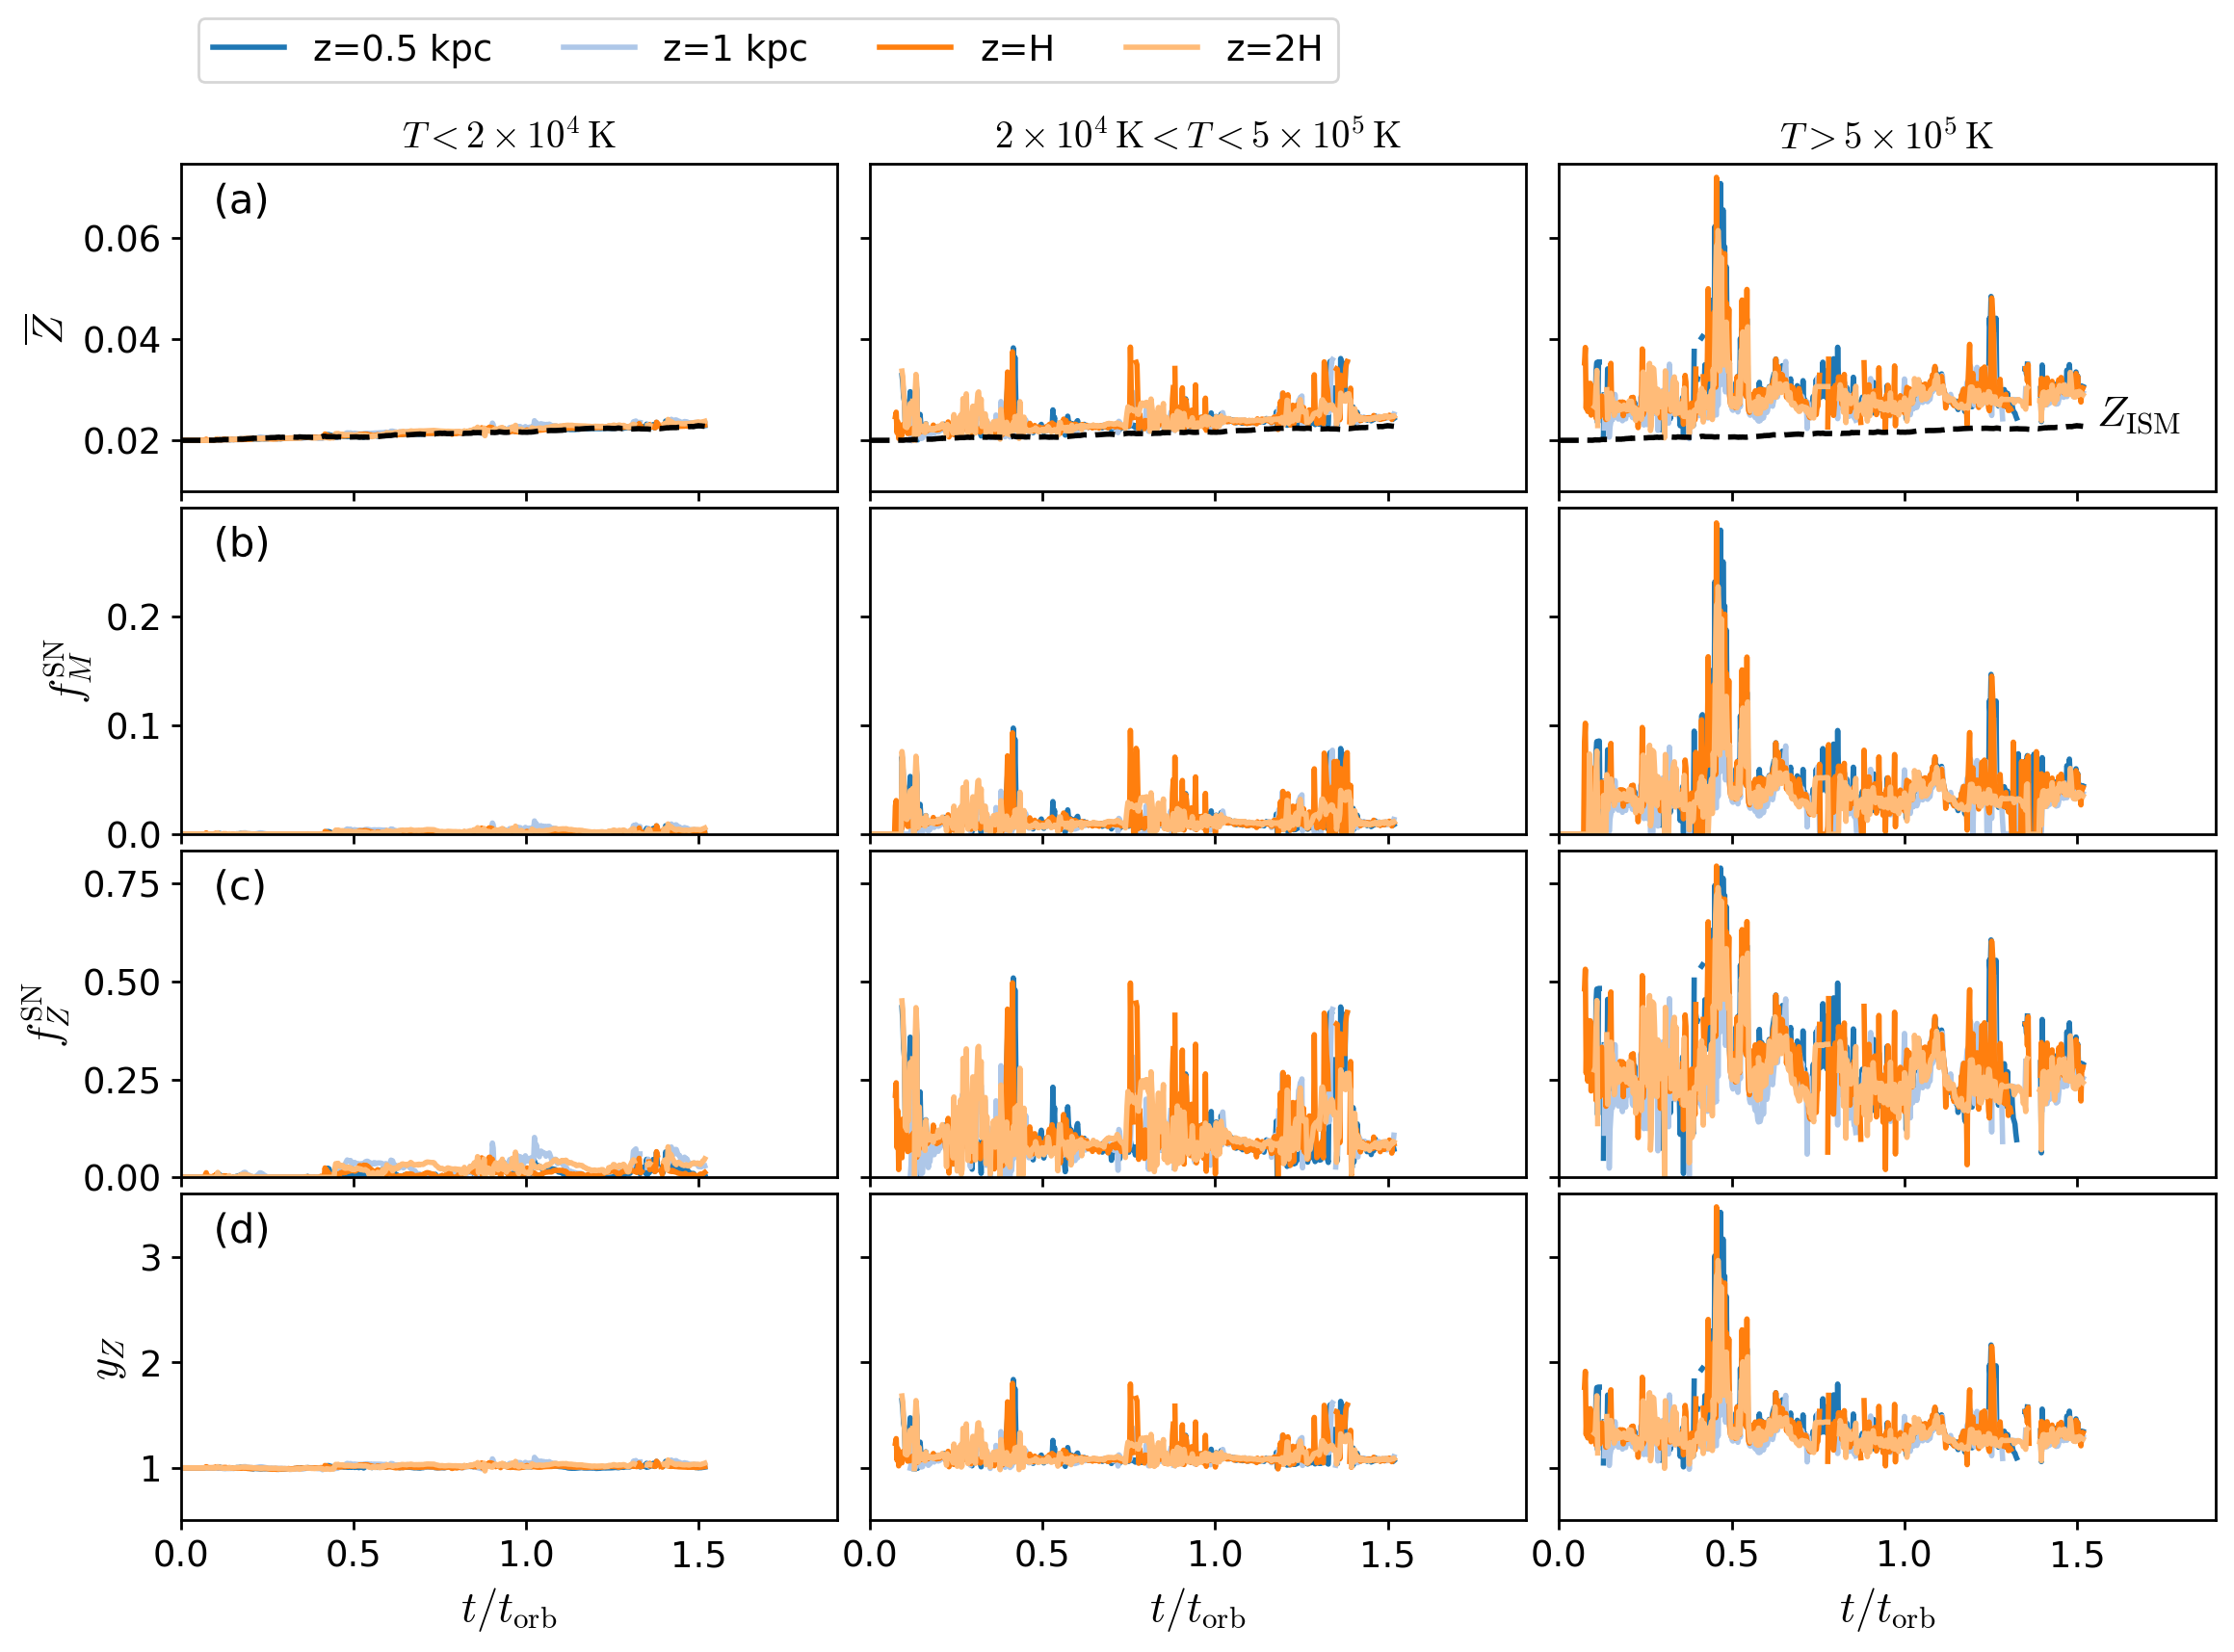 z=0.5 kpc z=1 kpc z=H z=2H
T < 2 × 10⁴ K 2 × 10⁴ K < T < 5 × 10⁵ K T > 5 × 10⁵ K
(a)
0.06
0.04
0.02
Z̿
Z_ISM
(b)
0.2
0.1
0.0
f_M^SN
(c)
0.75
0.50
0.25
0.00
f_Z^SN
(d)
3
2
1
y_Z
0.0 0.5 1.0 1.5 0.0 0.5 1.0 1.5 0.0 0.5 1.0 1.5
t/t_orb t/t_orb t/t_orb